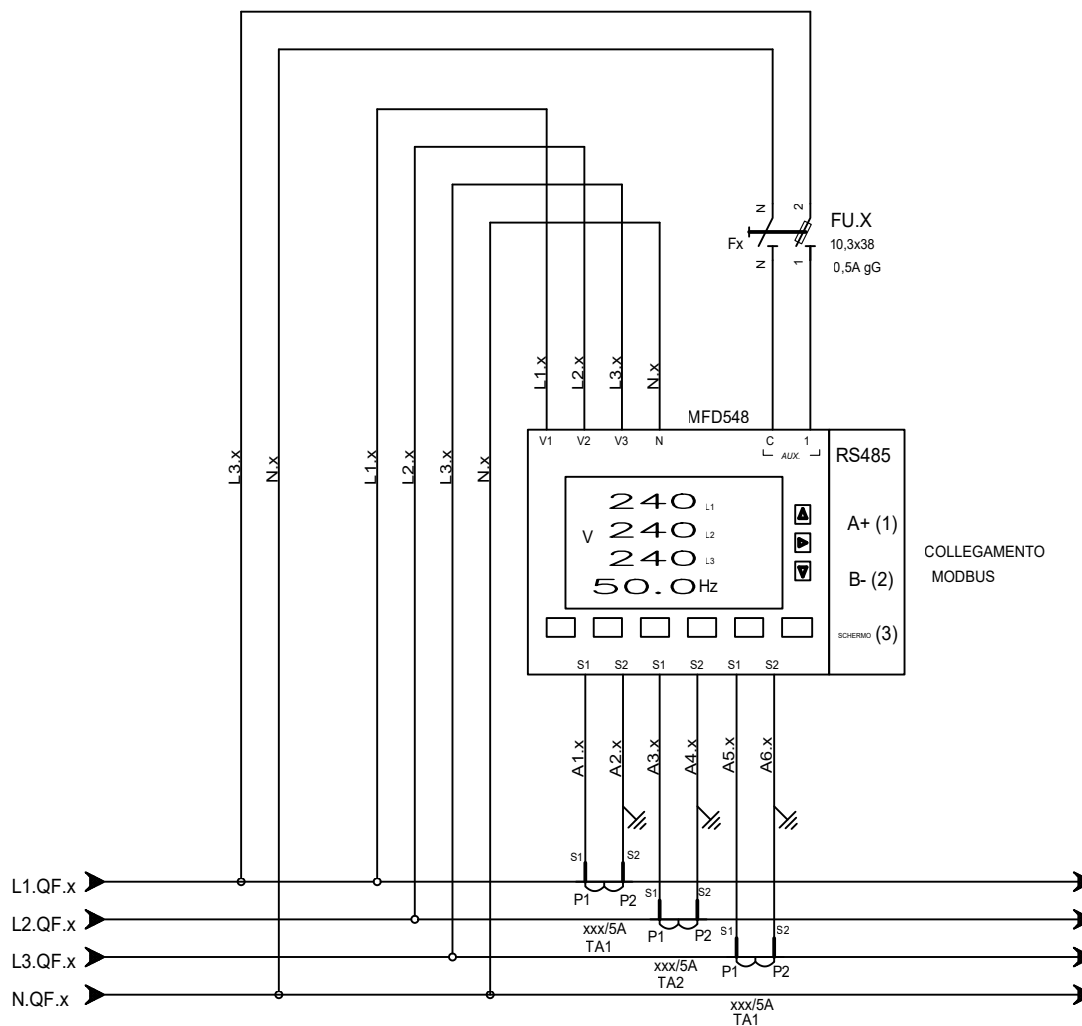 N
2
FU.X
Fx
10,3x38
N
1
0,5A gG
L1.x
L2.x
L3.x
N.x
MFD548
L3.x
N.x
L1.x
L2.x
L3.x
N.x
V1
V2
V3
N
C
1
AUX.
RS485
240 L1
V 240 L2
240 L3
50.0Hz
A+ (1)
B- (2)
SCHERMO (3)
COLLEGAMENTO
MODBUS
S1
S2
S1
S2
S1
S2
A1.x
A2.x
A3.x
A4.x
A5.x
A6.x
S1
S2
L1.QF.x
P1
P2
S1
S2
L2.QF.x
xxx/5A
TA1
P1
P2
S1
S2
L3.QF.x
xxx/5A
TA2
P1
P2
N.QF.x
xxx/5A
TA1